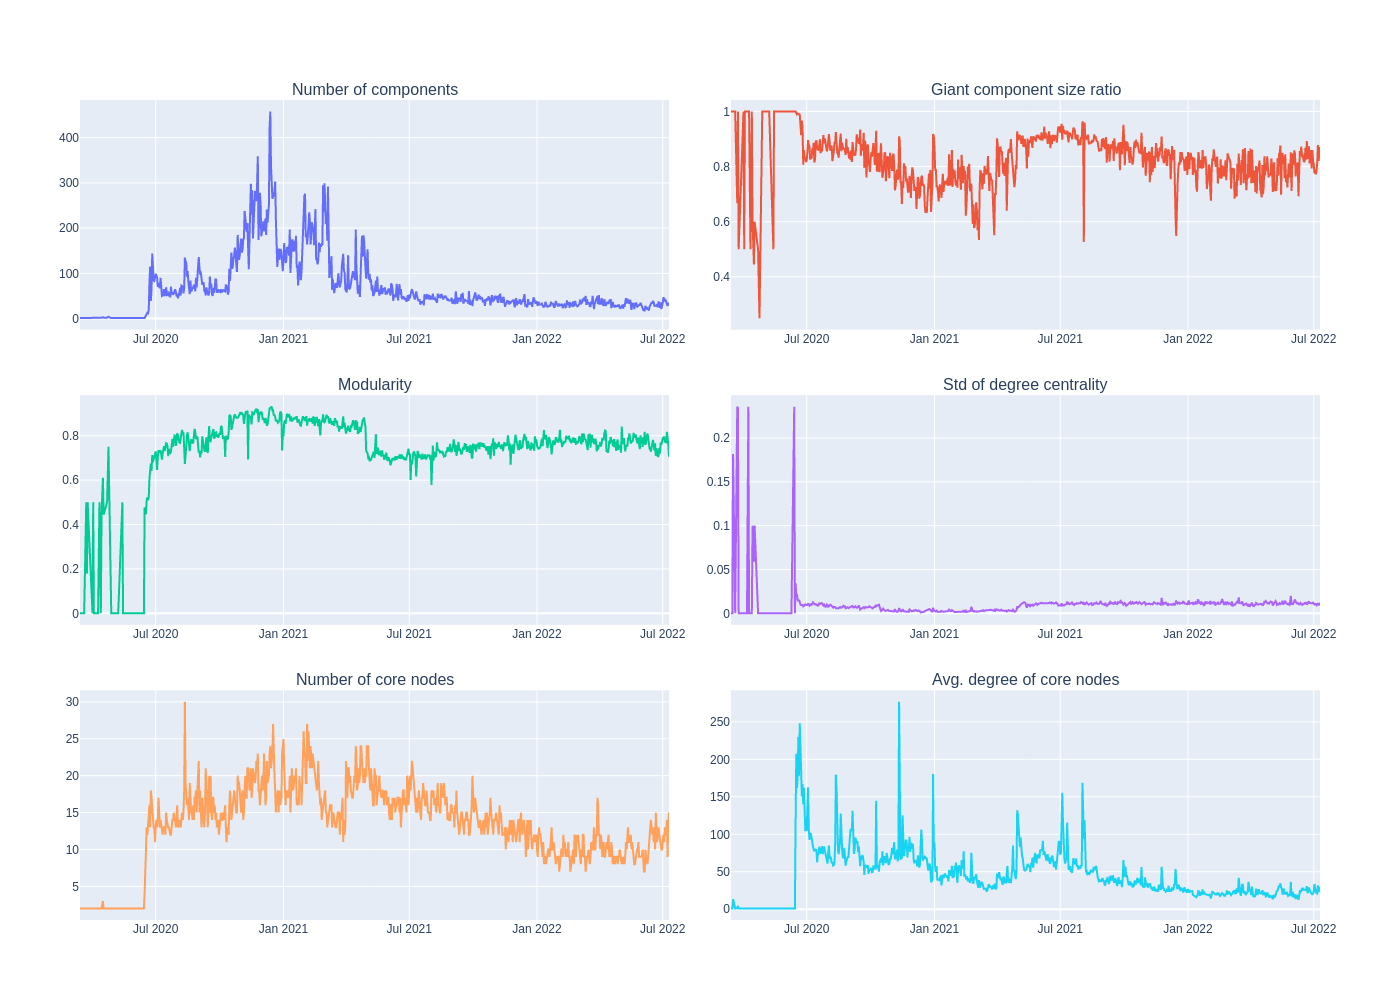 Number of components
400
300
200
100
0
Jul 2020 Jan 2021 Jul 2021 Jan 2022 Jul 2022
Giant component size ratio
1
0.8
0.6
0.4
Jul 2020 Jan 2021 Jul 2021 Jan 2022 Jul 2022
Modularity
0.8
0.6
0.4
0.2
0
Jul 2020 Jan 2021 Jul 2021 Jan 2022 Jul 2022
Std of degree centrality
0.2
0.15
0.1
0.05
0
Jul 2020 Jan 2021 Jul 2021 Jan 2022 Jul 2022
Number of core nodes
30
25
20
15
10
5
Jul 2020 Jan 2021 Jul 2021 Jan 2022 Jul 2022
Avg. degree of core nodes
250
200
150
100
50
0
Jul 2020 Jan 2021 Jul 2021 Jan 2022 Jul 2022